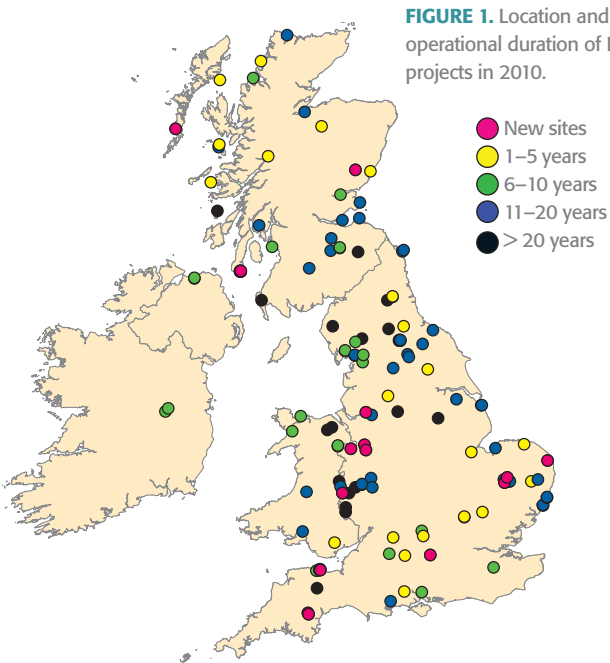 FIGURE 1. Location and
operational duration of
projects in 2010.
New sites
1–5 years
6–10 years
11–20 years
> 20 years